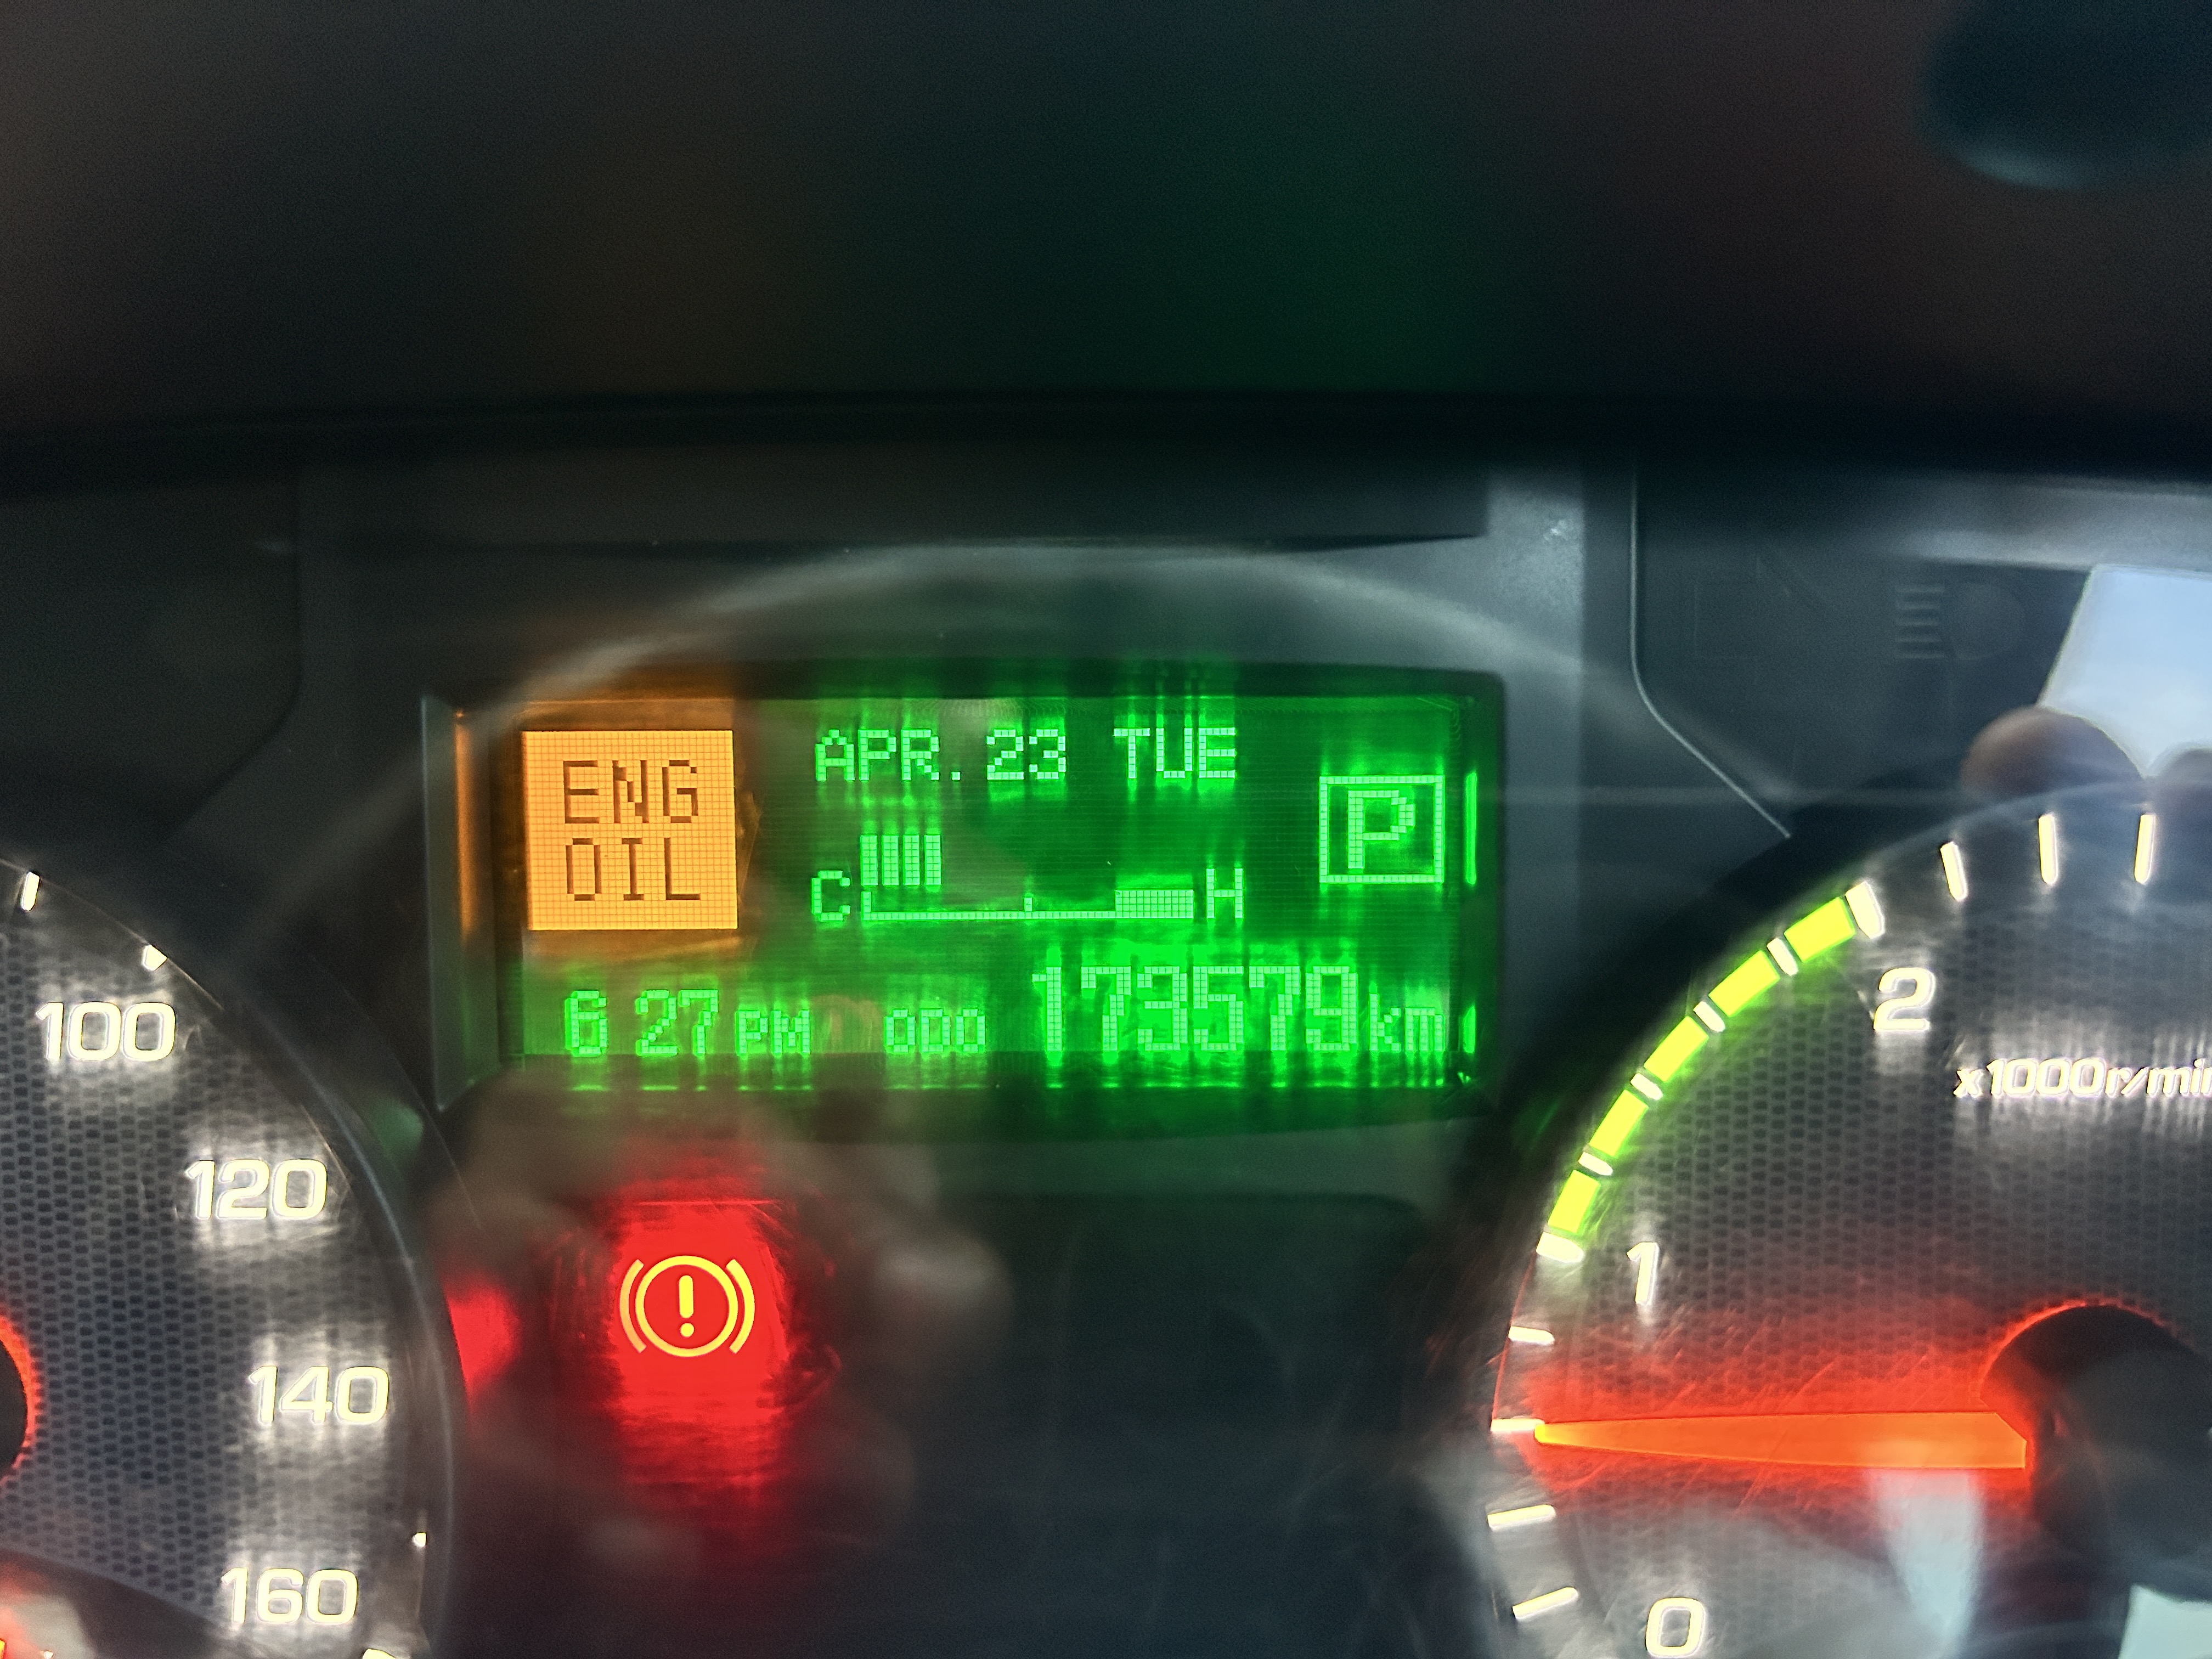 ENG
OIL
APR. 23 TUE
C H
P
6 27 PM ODO 173579 km
100
120
140
160
2
x1000r/min
1
0